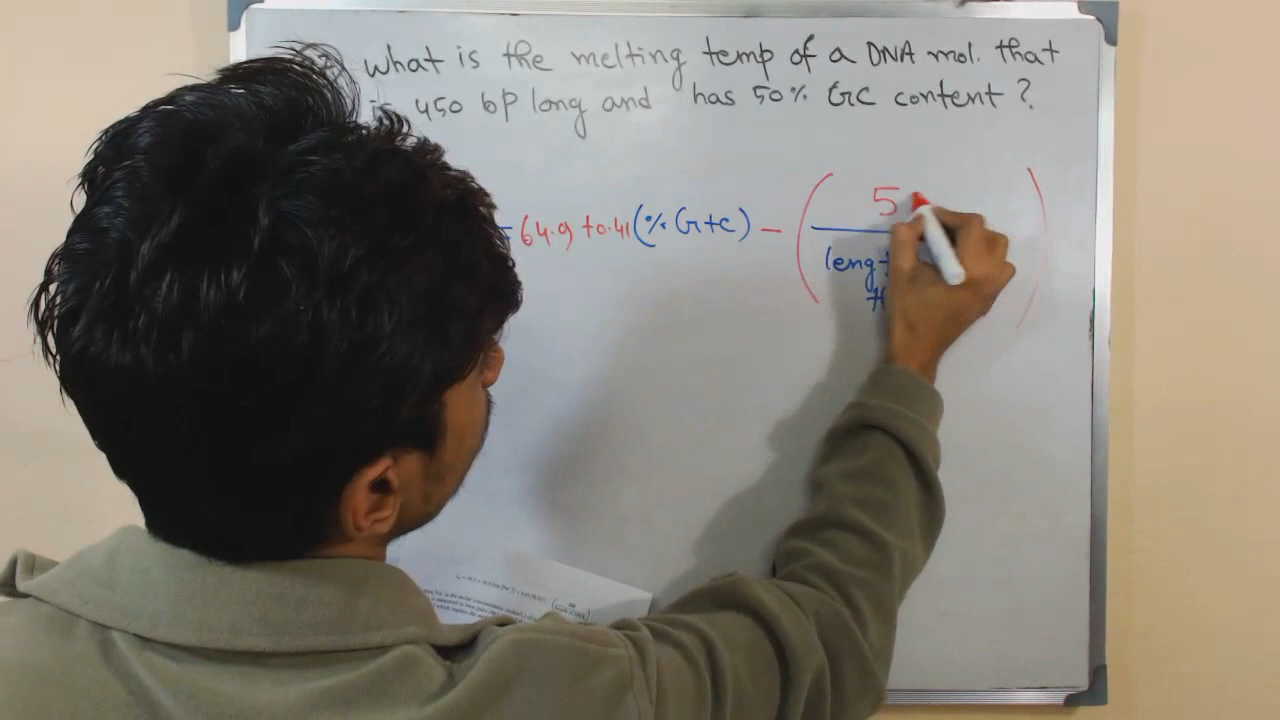 what is the melting temp of a DNA mol. that
is 450 bp long and has 50% GC content ?
= 64.9 +0.41 (% G+C) - ( 5
leng